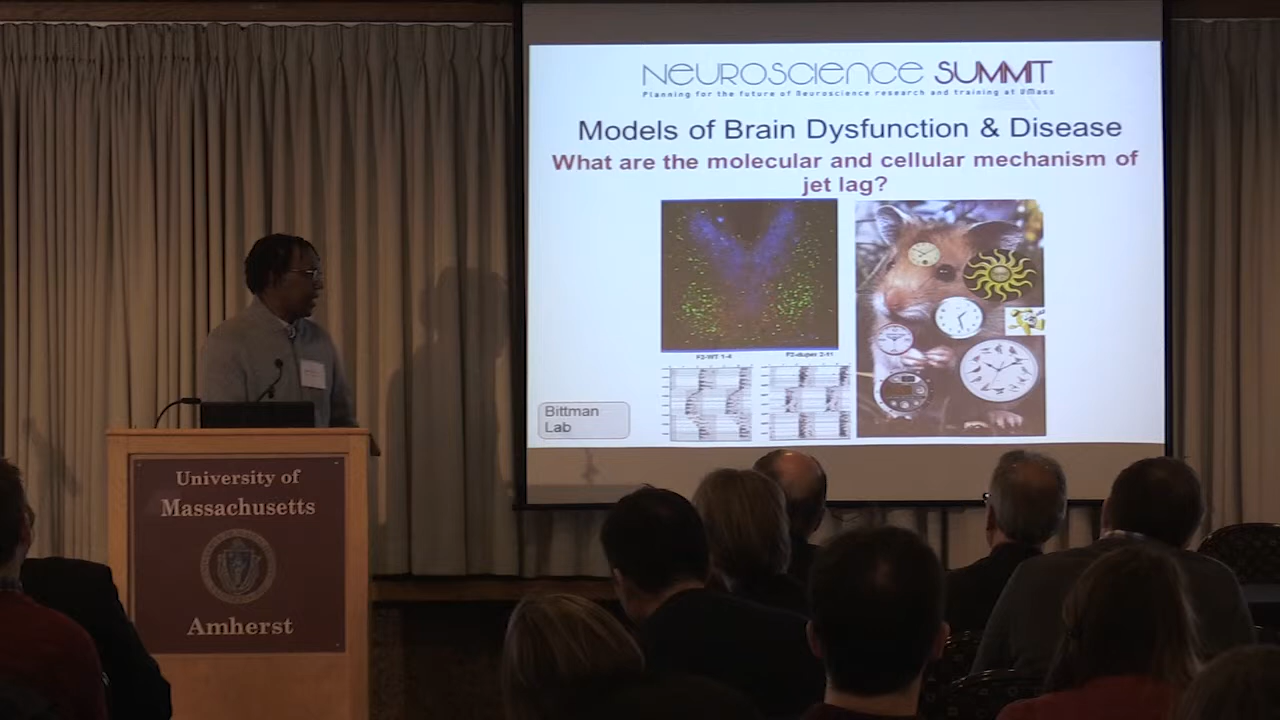 NEUROSCIENCE SUMMIT
Planning for the future of Neuroscience research and training at UMass
Models of Brain Dysfunction & Disease
What are the molecular and cellular mechanism of
jet lag?
Bittman
Lab
University of
Massachusetts
Amherst